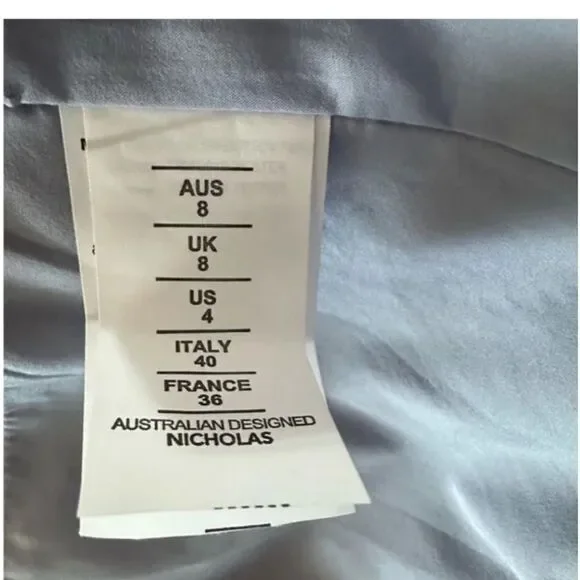 AUS
8
UK
8
US
4
ITALY
40
FRANCE
36
AUSTRALIAN DESIGNED
NICHOLAS